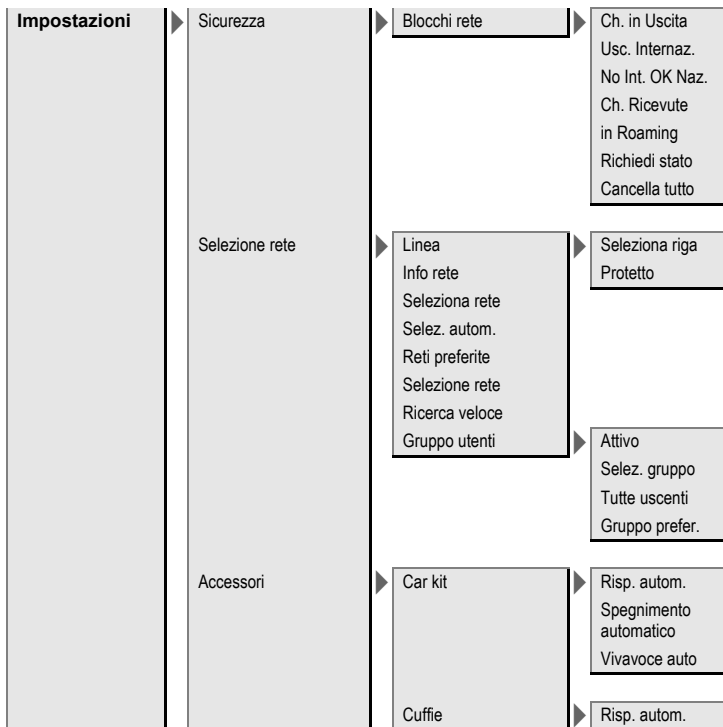 Impostazioni
Sicurezza
Blocchi rete
Ch. in Uscita
Usc. Internaz.
No Int. OK Naz.
Ch. Ricevute
in Roaming
Richiedi stato
Cancella tutto
Selezione rete
Linea
Seleziona riga
Info rete
Protetto
Seleziona rete
Selez. autom.
Reti preferite
Selezione rete
Ricerca veloce
Gruppo utenti
Attivo
Selez. gruppo
Tutte uscenti
Gruppo prefer.
Accessori
Car kit
Risp. autom.
Spegnimento
automatico
Vivavoce auto
Cuffie
Risp. autom.